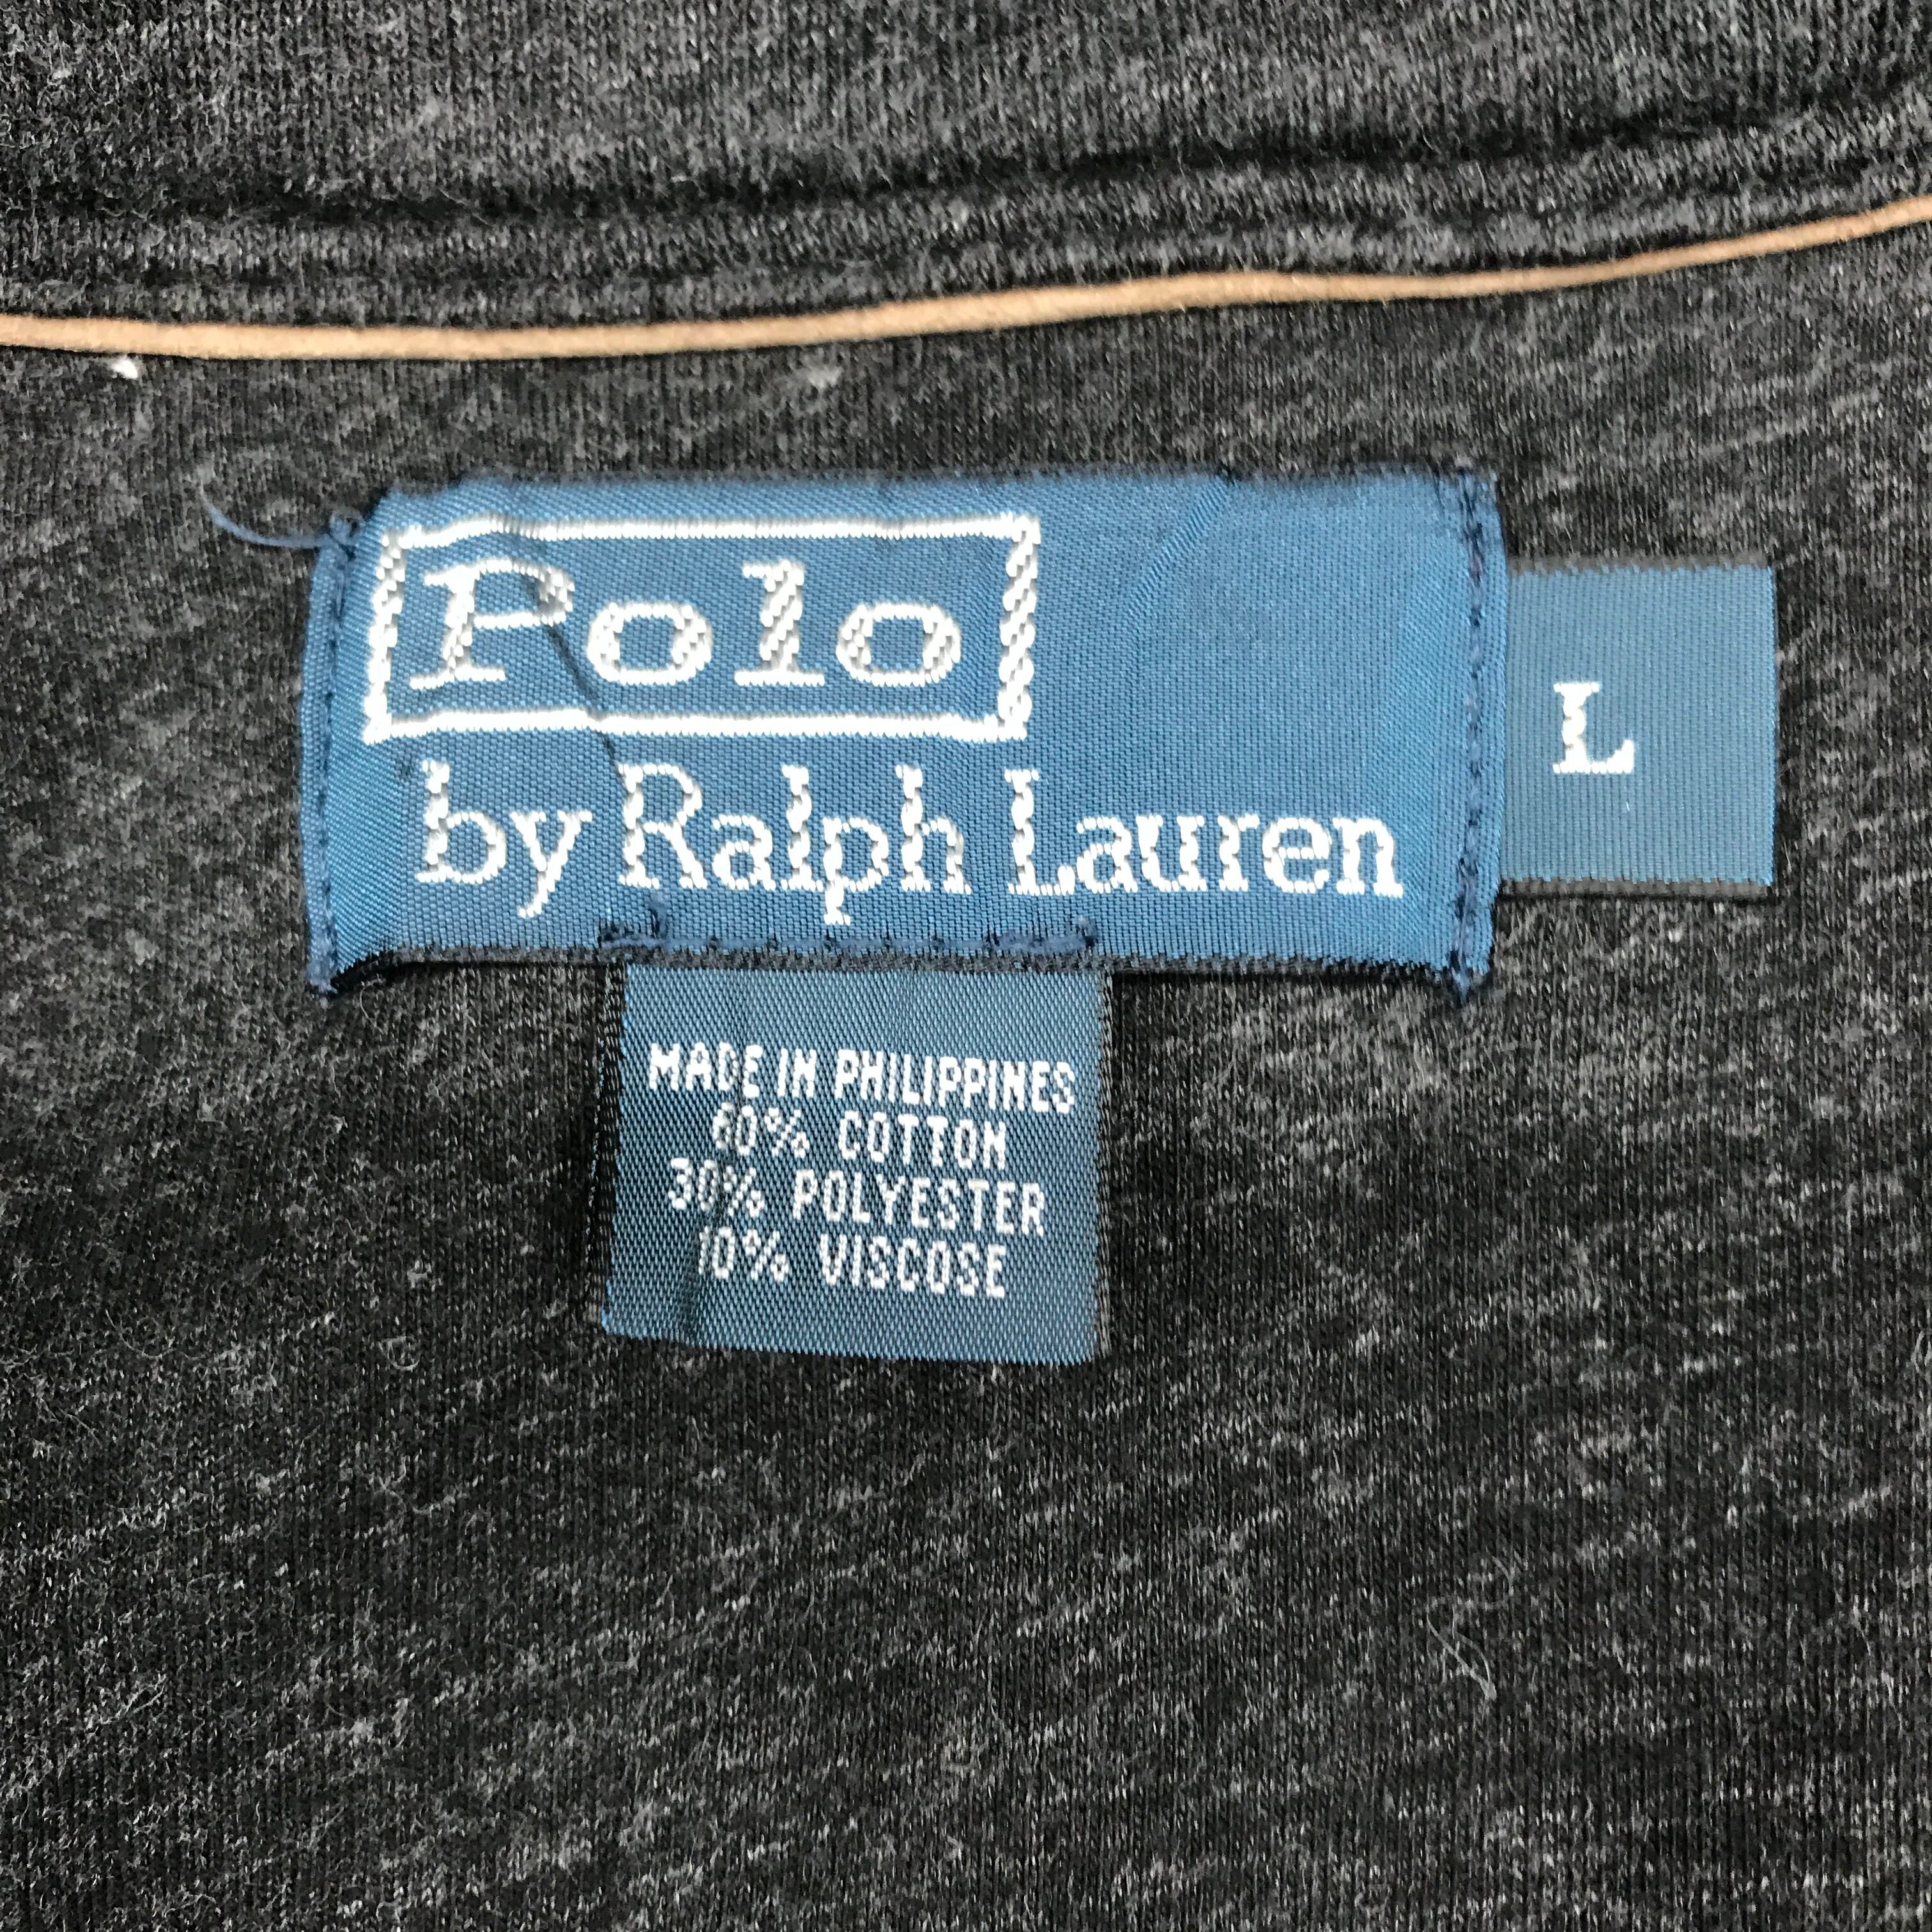 Polo
by Ralph Lauren
L
MADE IN PHILIPPINES
60% COTTON
30% POLYESTER
10% VISCOSE